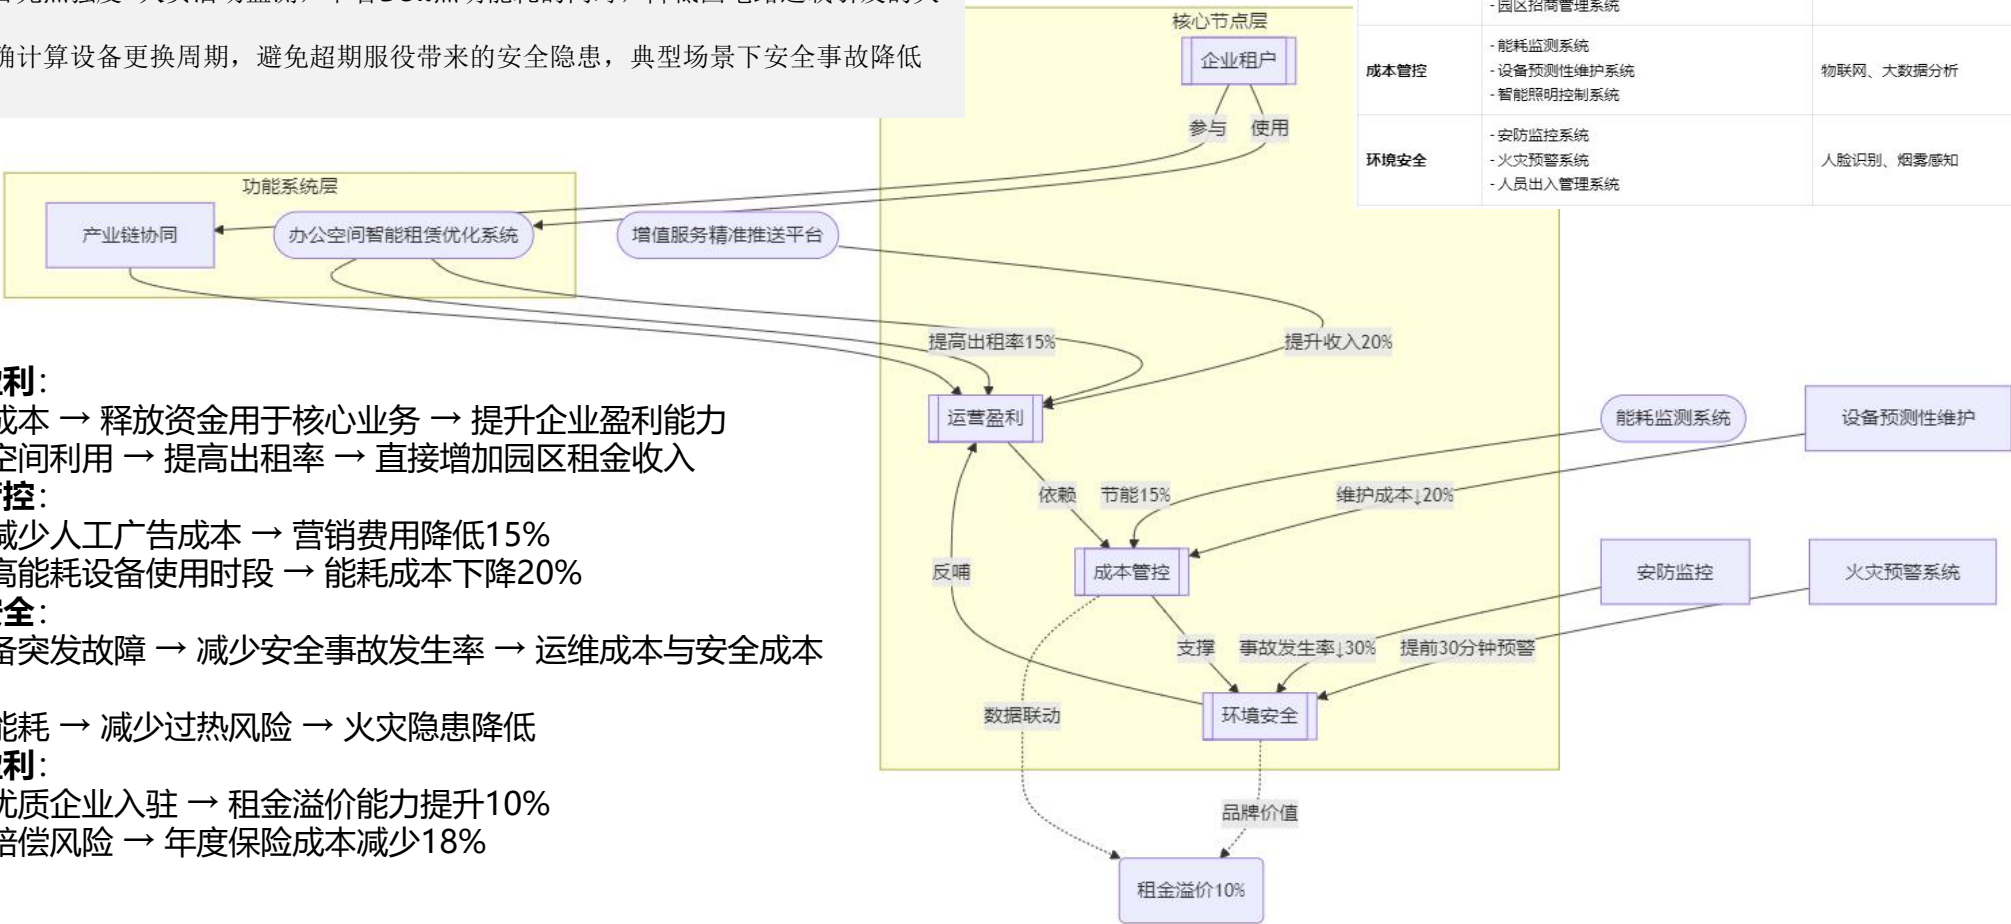 确计算设备更换周期，避免超期服役带来的安全隐患，典型场景下安全事故降低
- 园区招商管理系统
成本管控
- 能耗监测系统
- 设备预测性维护系统
- 智能照明控制系统
物联网、大数据分析
环境安全
- 安防监控系统
- 火灾预警系统
- 人员出入管理系统
人脸识别、烟雾感知
核心节点层
企业租户
参与
使用
功能系统层
产业链协同
办公空间智能租赁优化系统
增值服务精准推送平台
提高出租率15%
提升收入20%
运营盈利
能耗监测系统
设备预测性维护
依赖
节能15%
维护成本↓20%
反哺
成本管控
安防监控
火灾预警系统
支撑
事故发生率↓30%
提前30分钟预警
数据联动
环境安全
品牌价值
租金溢价10%
利：
成本 → 释放资金用于核心业务 → 提升企业盈利能力
空间利用 → 提高出租率 → 直接增加园区租金收入
控：
减少人工广告成本 → 营销费用降低15%
高能耗设备使用时段 → 能耗成本下降20%
全：
备突发故障 → 减少安全事故发生率 → 运维成本与安全成本
能耗 → 减少过热风险 → 火灾隐患降低
利：
优质企业入驻 → 租金溢价能力提升10%
赔偿风险 → 年度保险成本减少18%